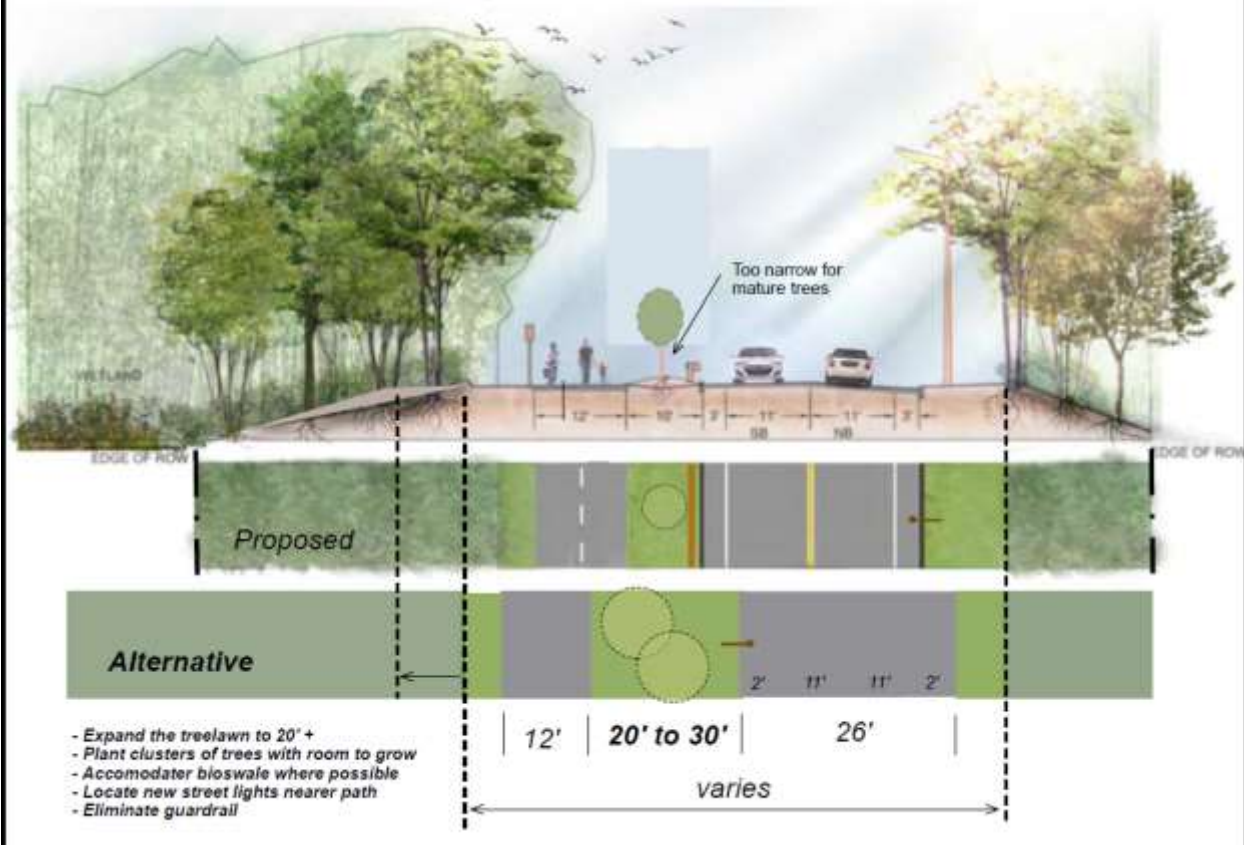 Too narrow for
mature trees
WETLAND
12' 10' 3' 11' 11' 3'
SB NB
EDGE OF ROW
EDGE OF ROW
Proposed
Alternative
2' 11' 11' 2'
- Expand the treelawn to 20' +
- Plant clusters of trees with room to grow
- Accomodater bioswale where possible
- Locate new street lights nearer path
- Eliminate guardrail
12' 20' to 30' 26'
varies